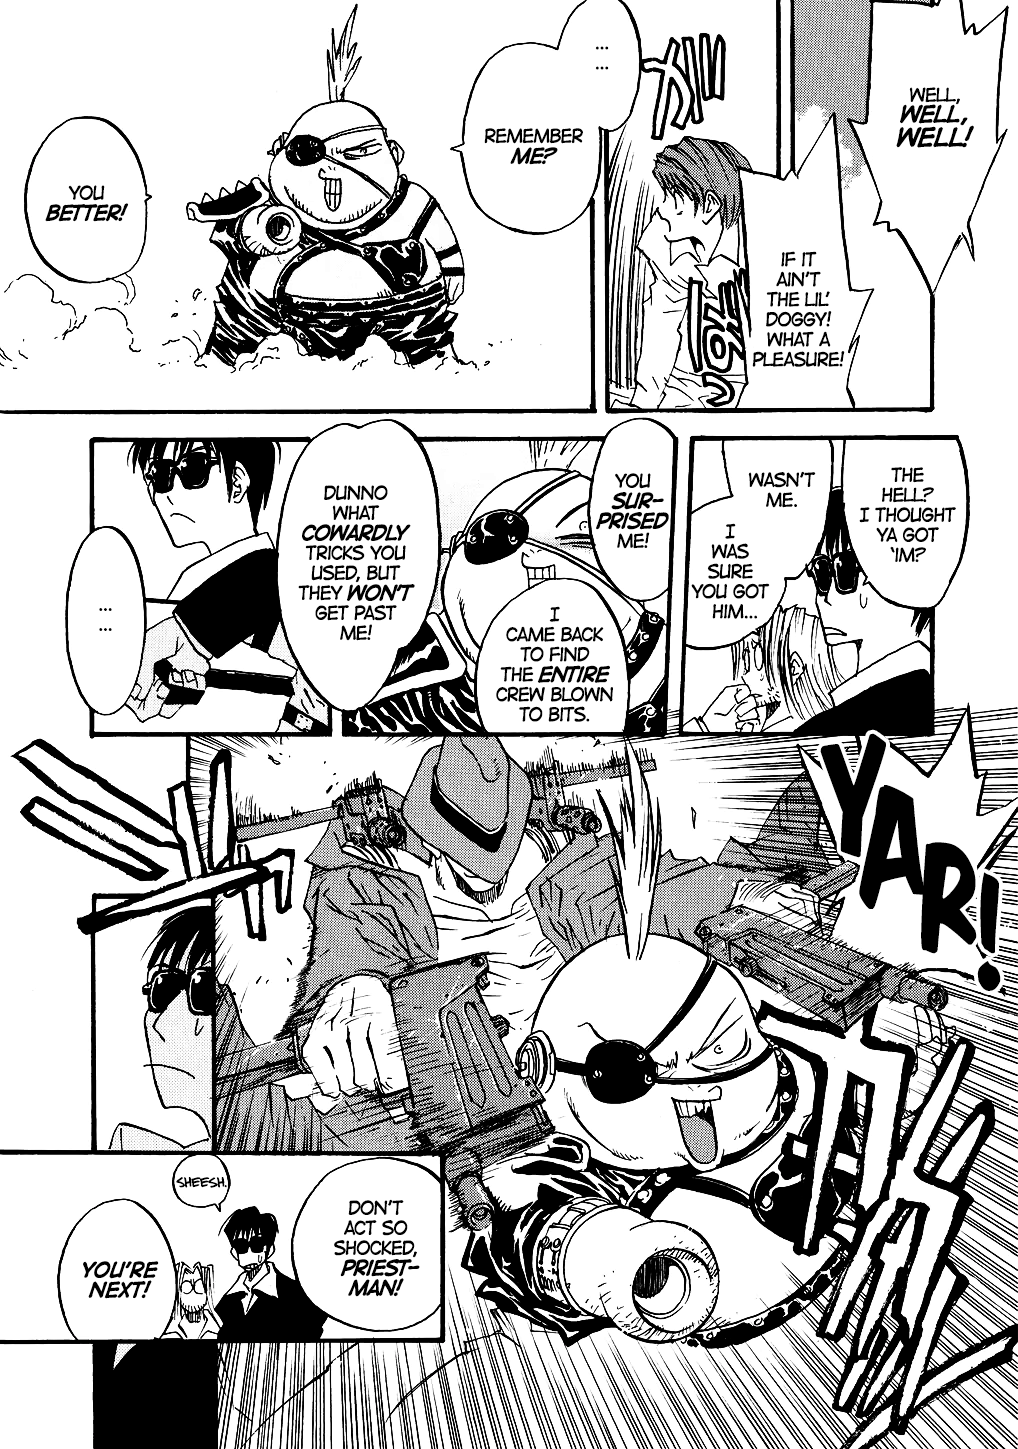 WELL,
WELL,
WELL!
IF IT
AIN'T
THE LIL'
DOGGY!
WHAT A
PLEASURE!
...
...
REMEMBER
ME?
YOU
BETTER!
THE
HELL?
I THOUGHT
YA GOT
'IM?
WASN'T
ME.
I
WAS
SURE
YOU GOT
HIM...
YOU
SUR-
PRISED
ME!
I
CAME BACK
TO FIND
THE ENTIRE
CREW BLOWN
TO BITS.
DUNNO
WHAT
COWARDLY
TRICKS YOU
USED, BUT
THEY WON'T
GET PAST
ME!
...
...
YAR!
DON'T
ACT SO
SHOCKED,
PRIEST-
MAN!
SHEESH.
YOU'RE
NEXT!